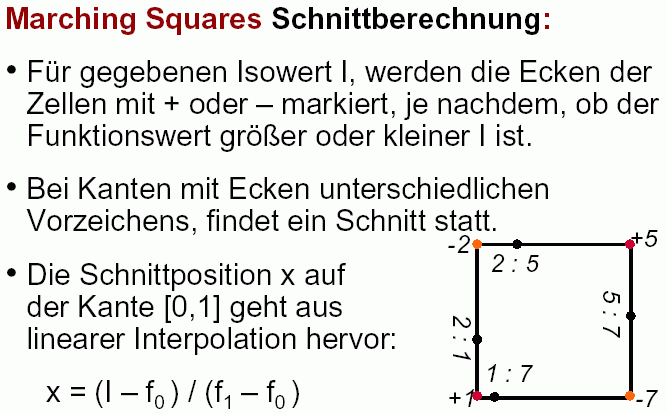 Marching Squares Schnittberechnung:
• Für gegebenen Isowert I, werden die Ecken der
Zellen mit + oder – markiert, je nachdem, ob der
Funktionswert größer oder kleiner I ist.
• Bei Kanten mit Ecken unterschiedlichen
Vorzeichens, findet ein Schnitt statt.
• Die Schnittposition x auf
der Kante [0,1] geht aus
linearer Interpolation hervor:
x = (I – f₀ ) / (f₁ – f₀ )
-2
+5
2 : 5
2 : 1
5 : 7
1 : 7
+1
-7